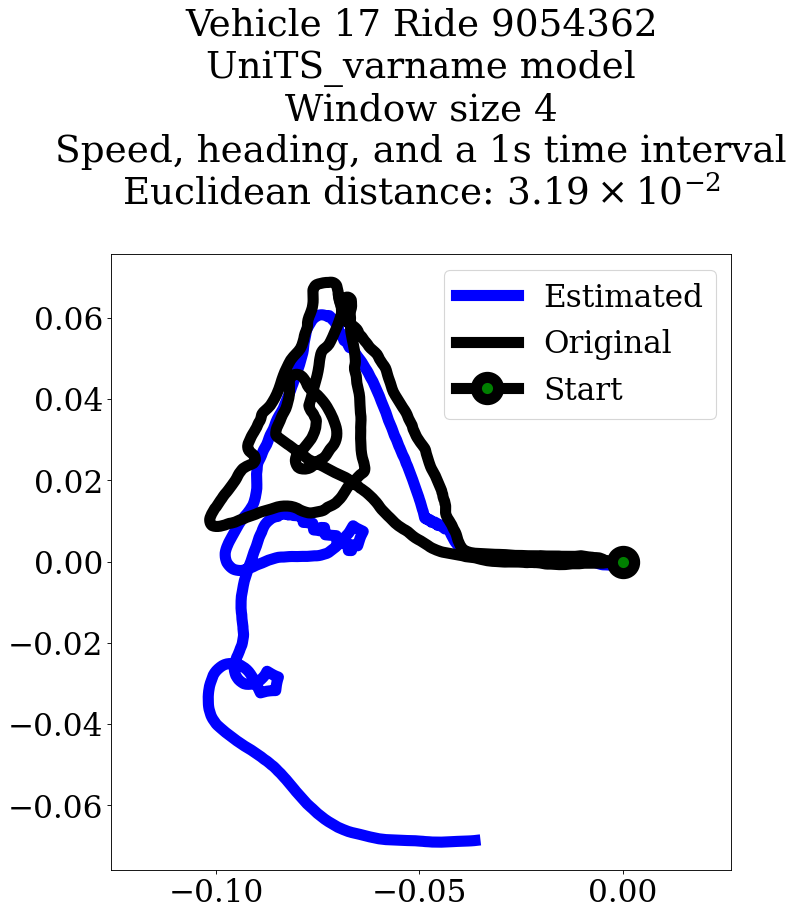 Vehicle 17 Ride 9054362
UniTS_varname model
Window size 4
Speed, heading, and a 1s time interval
Euclidean distance: 3.19 × 10⁻²
Estimated
Original
Start
0.06
0.04
0.02
0.00
−0.02
−0.04
−0.06
−0.10
−0.05
0.00